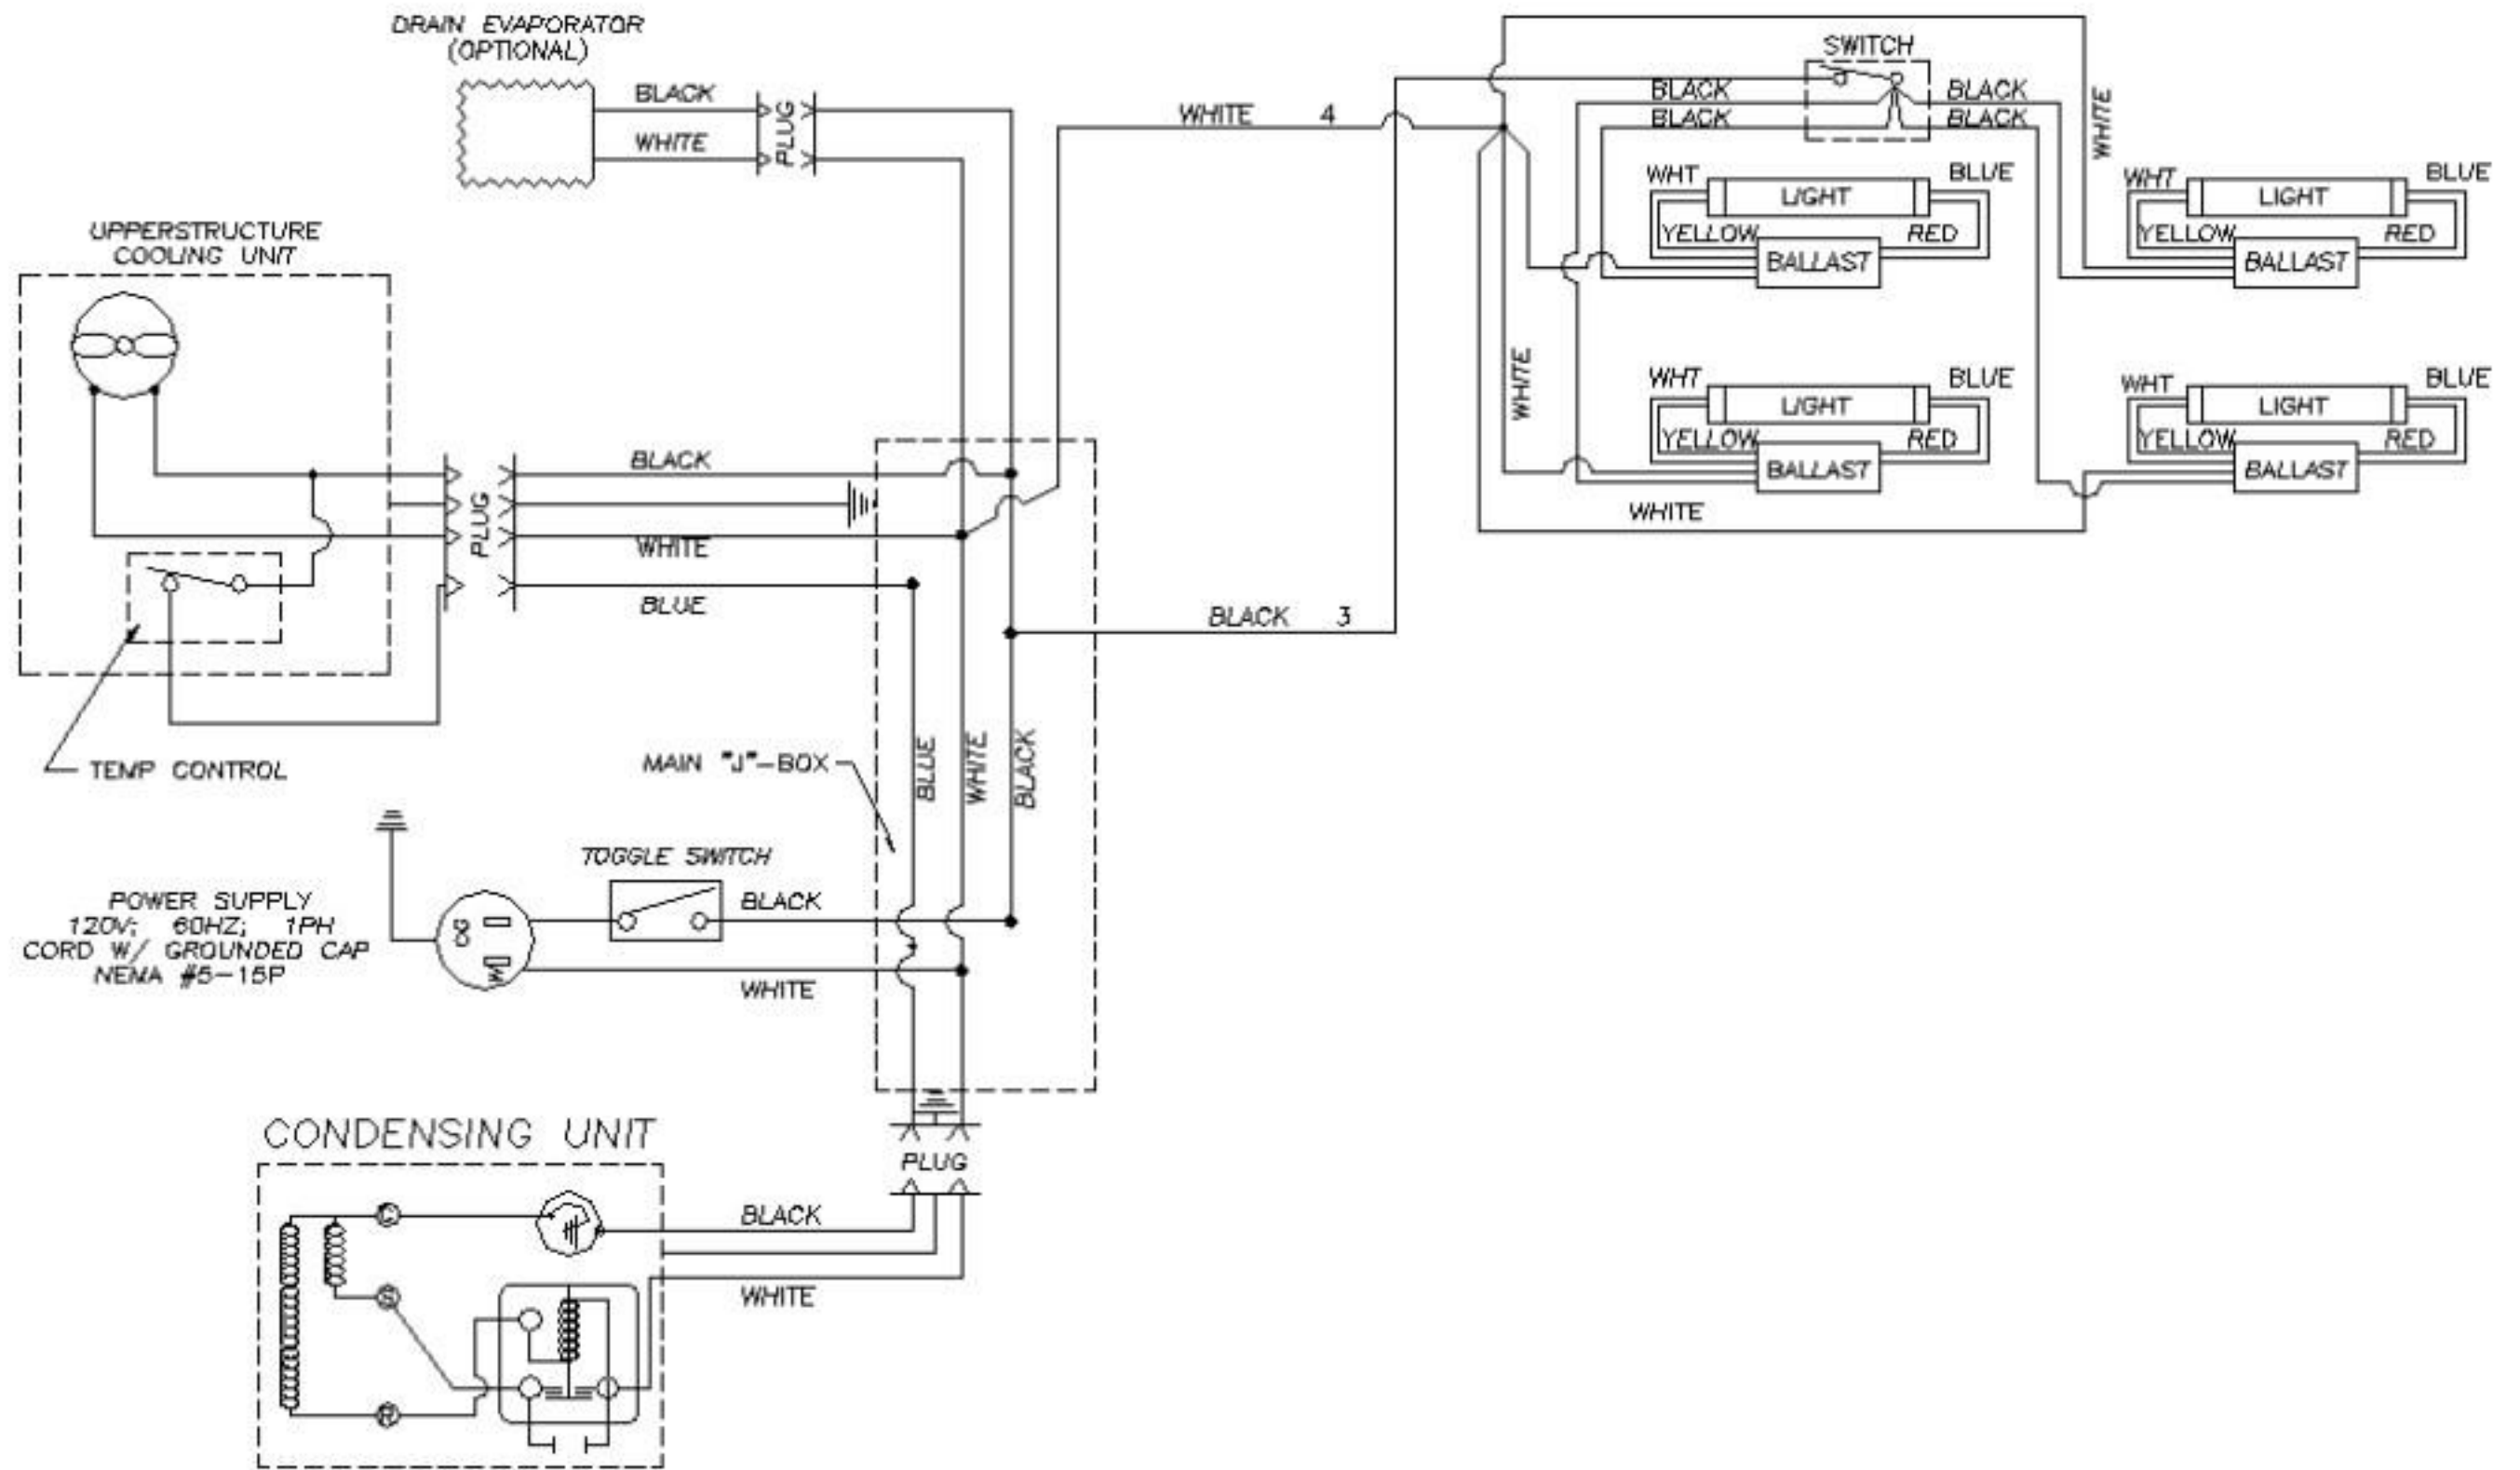 DRAIN EVAPORATOR
(OPTIONAL)
BLACK
WHITE
PLUG
UPPERSTRUCTURE
COOLING UNIT
BLACK
PLUG
WHITE
BLUE
TEMP CONTROL
MAIN "J"-BOX
BLUE
WHITE
BLACK
TOGGLE SWITCH
BLACK
POWER SUPPLY
120V; 60HZ; 1PH
CORD W/ GROUNDED CAP
NEMA #5-15P
G
W
WHITE
PLUG
CONDENSING UNIT
C
S
R
BLACK
WHITE
WHITE 4
BLACK 3
SWITCH
BLACK
BLACK
BLACK
BLACK
WHITE
WHT
LIGHT
BLUE
YELLOW
RED
BALLAST
WHT
LIGHT
BLUE
YELLOW
RED
BALLAST
WHITE
WHT
LIGHT
BLUE
YELLOW
RED
BALLAST
WHT
LIGHT
BLUE
YELLOW
RED
BALLAST
WHITE